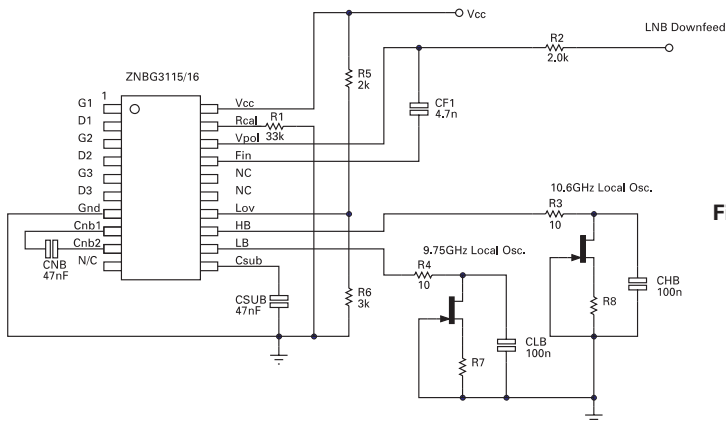 Vcc
LNB Downfeed
R2
2.0k
ZNBG3115/16
R5
2k
1
G1
D1
G2
D2
G3
D3
Gnd
Cnb1
Cnb2
N/C
Vcc
Rcal
Vpol
Fin
NC
NC
Lov
HB
LB
Csub
R1
33k
CF1
4.7n
10.6GHz Local Osc.
R3
10
Fi
9.75GHz Local Osc.
R4
10
CNB
47nF
CSUB
47nF
R6
3k
R8
CHB
100n
R7
CLB
100n